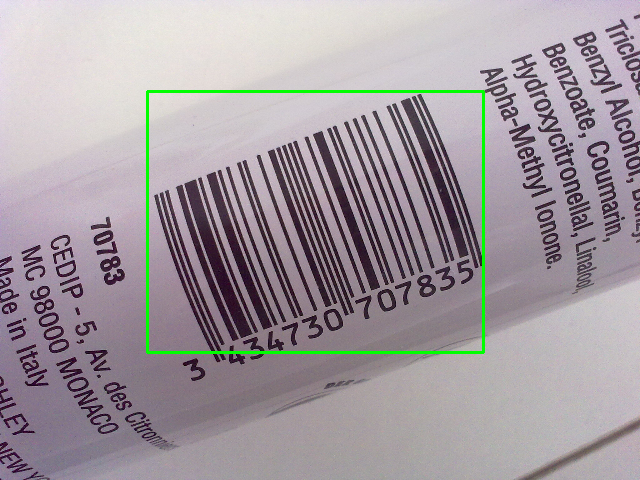 70783
CEDIP - 5, Av. des
MC 98000 MONACO
Made in Italy
NEW
3 434730 707835
Benzyl Alcohol,
Benzoate, Coumarin,
Hydroxycitronellal, Linalool,
Alpha-Methyl Ionone.